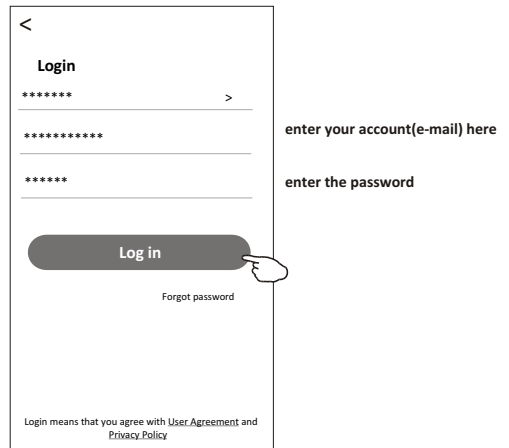 <
Login
******* >
***********
enter your account(e-mail) here
******
enter the password
Log in
Forgot password
Login means that you agree with User Agreement and
Privacy Policy